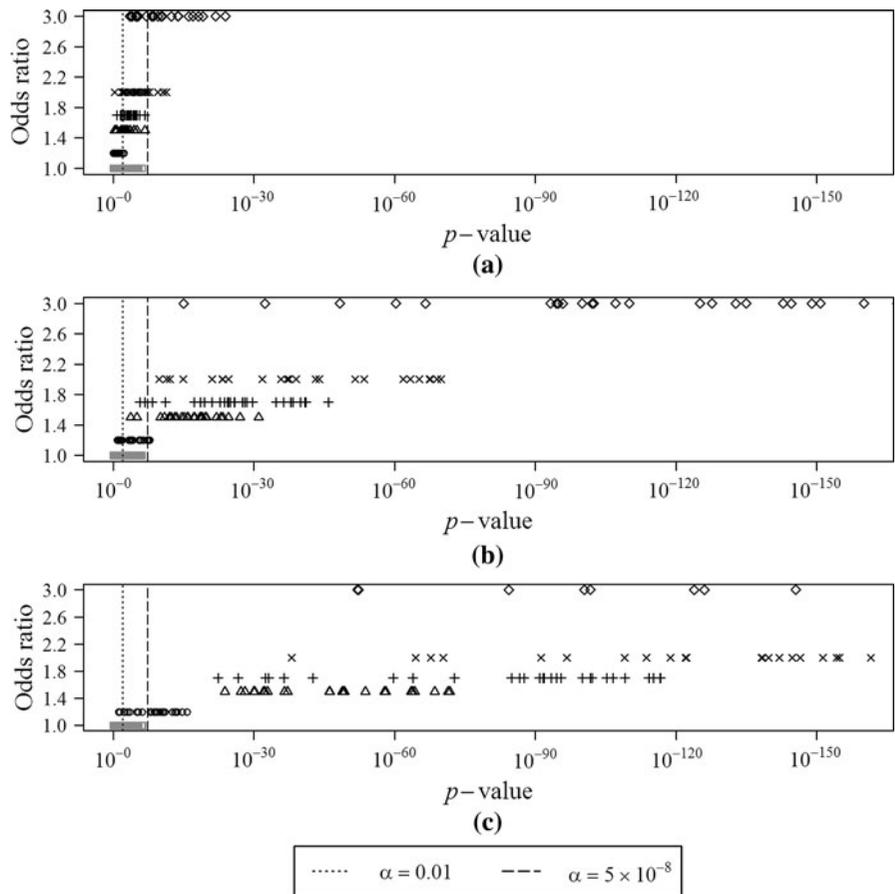 Odds ratio
3.0
2.6
2.2
1.8
1.4
1.0
10⁻⁰ 10⁻³⁰ 10⁻⁶⁰ 10⁻⁹⁰ 10⁻¹²⁰ 10⁻¹⁵⁰
p−value
(a)
Odds ratio
3.0
2.6
2.2
1.8
1.4
1.0
10⁻⁰ 10⁻³⁰ 10⁻⁶⁰ 10⁻⁹⁰ 10⁻¹²⁰ 10⁻¹⁵⁰
p−value
(b)
Odds ratio
3.0
2.6
2.2
1.8
1.4
1.0
10⁻⁰ 10⁻³⁰ 10⁻⁶⁰ 10⁻⁹⁰ 10⁻¹²⁰ 10⁻¹⁵⁰
p−value
(c)
α = 0.01 α = 5 × 10⁻⁸